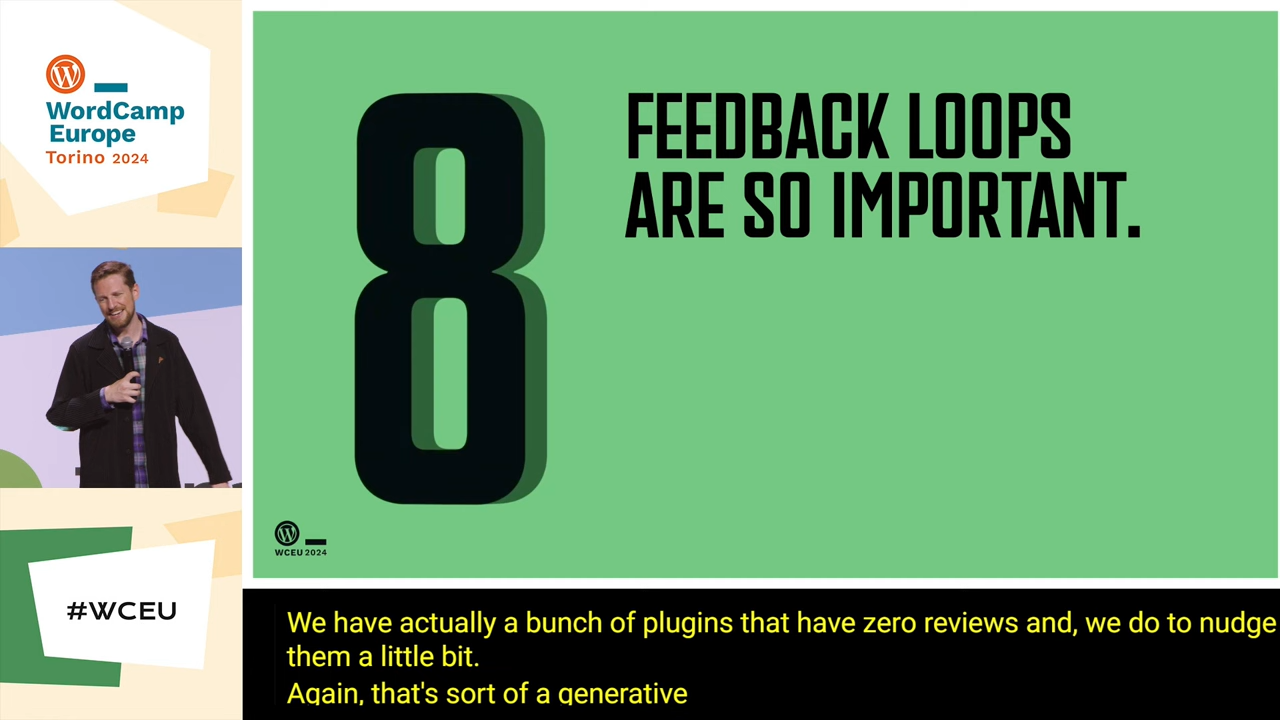 WordCamp
Europe
Torino 2024
#WCEU
8
FEEDBACK LOOPS
ARE SO IMPORTANT.
WCEU 2024
We have actually a bunch of plugins that have zero reviews and, we do to nudge
them a little bit.
Again, that's sort of a generative